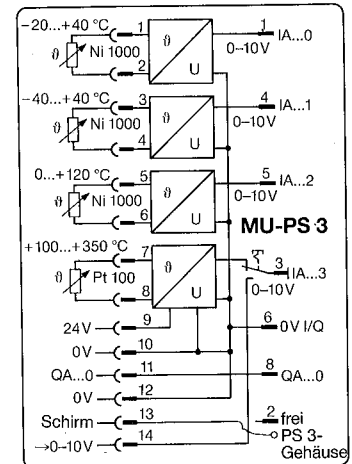 −20...+40 °C 1 1 IA...0
ϑ Ni 1000 ϑ 0–10V
2 U
−40...+40 °C 3 4 IA...1
ϑ Ni 1000 ϑ 0–10V
4 U
0...+120 °C 5 5 IA...2
ϑ Ni 1000 ϑ 0–10V
6 U
MU-PS 3
+100...+350 °C 7
ϑ Pt 100 ϑ 3 IA...3
8 U 0–10V
24V 9
0V 10 6 0V I/Q
QA...0 11 8 QA...0
0V 12
Schirm 13 2 frei
→0–10V 14 PS 3-
Gehäuse